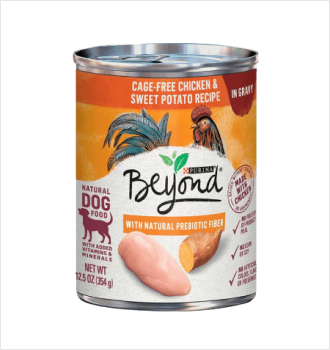 CAGE-FREE CHICKEN &
SWEET POTATO RECIPE
IN GRAVY
PURINA
Beyond
WITH NATURAL PREBIOTIC FIBER
NATURAL
DOG
FOOD
WITH ADDED
VITAMINS &
MINERALS
NET WT
12.5 OZ (354 g)
MADE WITH
CHICKEN